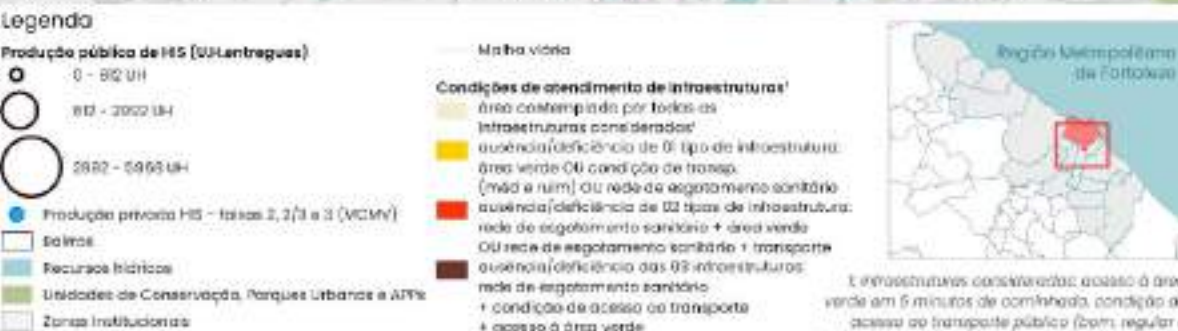 Legenda
Produção pública de HIS (UH.entregues)
0 - 812 UH
812 - 2892 UH
2892 - 5968 UH
Produção privada HIS - faixas 2, 2/3 e 3 (MCMV)
Bairros
Recursos hídricos
Unidades de Conservação, Parques Urbanos e APPs
Zonas Institucionais
Malha viária
Condições de atendimento de infraestruturas¹
área contemplada por todas as
infraestruturas consideradas¹
ausência/deficiência de 01 tipo de infraestrutura:
área verde OU condição de transp.
(méd e ruim) OU rede de esgotamento sanitário
ausência/deficiência de 02 tipos de infraestrutura:
rede de esgotamento sanitário + área verde
OU rede de esgotamento sanitário + transporte
ausência/deficiência das 03 infraestruturas:
rede de esgotamento sanitário
+ condição de acesso ao transporte
+ acesso à área verde
Região Metropolitana
de Fortaleza
1: infraestruturas consideradas: acesso à área
verde em 5 minutos de caminhada, condição de
acesso ao transporte público (bom, regular